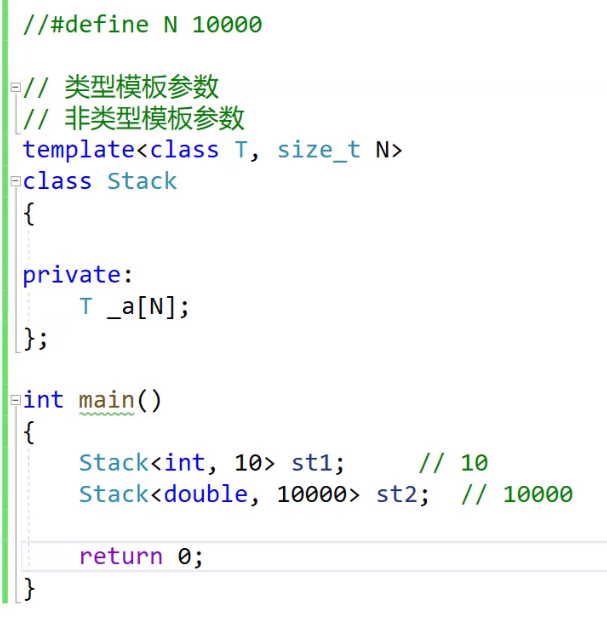 //#define N 10000
// 类型模板参数
// 非类型模板参数
template<class T, size_t N>
class Stack
{
private:
    T _a[N];
};
int main()
{
    Stack<int, 10> st1;     // 10
    Stack<double, 10000> st2;  // 10000
    return 0;
}